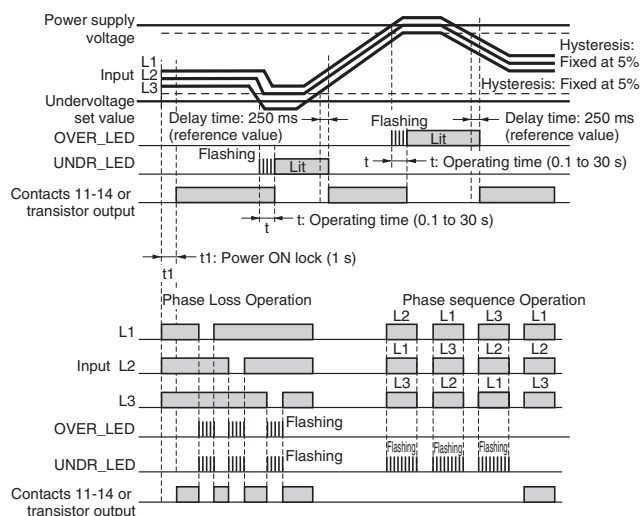 Power supply
voltage
L1
Input L2
L3
Undervoltage
set value
Hysteresis:
Fixed at 5%
Hysteresis: Fixed at 5%
Delay time: 250 ms
(reference value)
Flashing
Delay time: 250 ms
(reference value)
OVER_LED
Lit
Flashing
t
t: Operating time (0.1 to 30 s)
UNDR_LED
Lit
Contacts 11-14 or
transistor output
t
t: Operating time (0.1 to 30 s)
t1: Power ON lock (1 s)
t1
Phase Loss Operation
Phase sequence Operation
L1
L2
L1
L3
L1
Input L2
L1
L3
L2
L2
L3
L3
L2
L1
L3
OVER_LED
Flashing
UNDR_LED
Flashing
Flashing
Flashing
Flashing
Contacts 11-14 or
transistor output